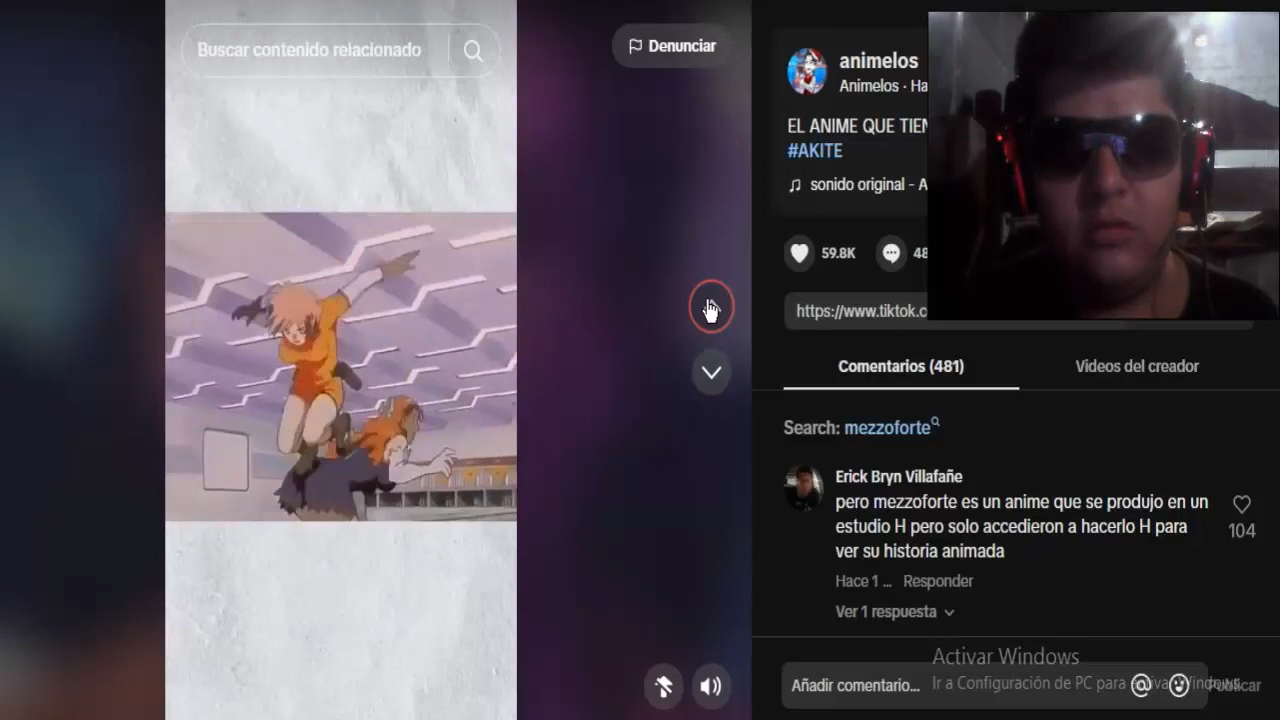 Buscar contenido relacionado
Denunciar
animelos
Animelos · Ha
EL ANIME QUE TIEN
#AKITE
sonido original - A
59.8K
48
https://www.tiktok.c
Comentarios (481)
Videos del creador
Search: mezzoforte
Erick Bryn Villafañe
pero mezzoforte es un anime que se produjo en un
estudio H pero solo accedieron a hacerlo H para
ver su historia animada
104
Hace 1 ... Responder
Ver 1 respuesta
Activar Windows
Ir a Configuración de PC para activar Windows.
Añadir comentario...
Publicar